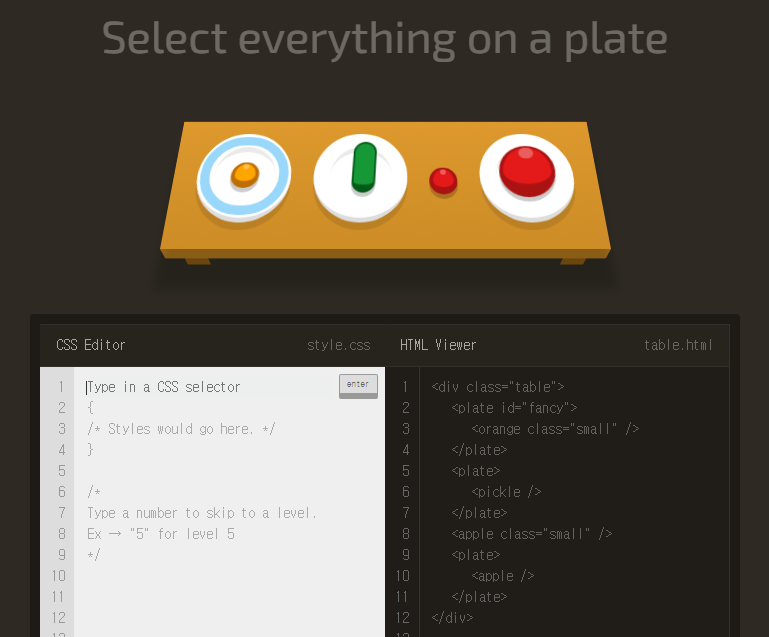 Select everything on a plate
CSS Editor
style.css
HTML Viewer
table.html
1 Type in a CSS selector
enter
2 {
3 /* Styles would go here. */
4 }
5
6 /*
7 Type a number to skip to a level.
8 Ex → "5" for level 5
9 */
10
11
12
1 <div class="table">
2 <plate id="fancy">
3 <orange class="small" />
4 </plate>
5 <plate>
6 <pickle />
7 </plate>
8 <apple class="small" />
9 <plate>
10 <apple />
11 </plate>
12 </div>